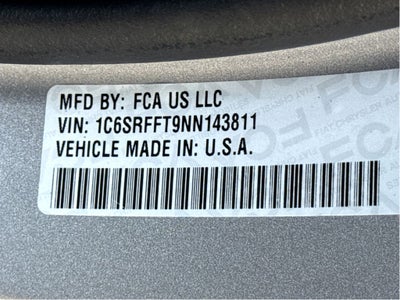 MFD BY: FCA US LLC
VIN: 1C6SRFFT9NN143811
VEHICLE MADE IN: U.S.A.